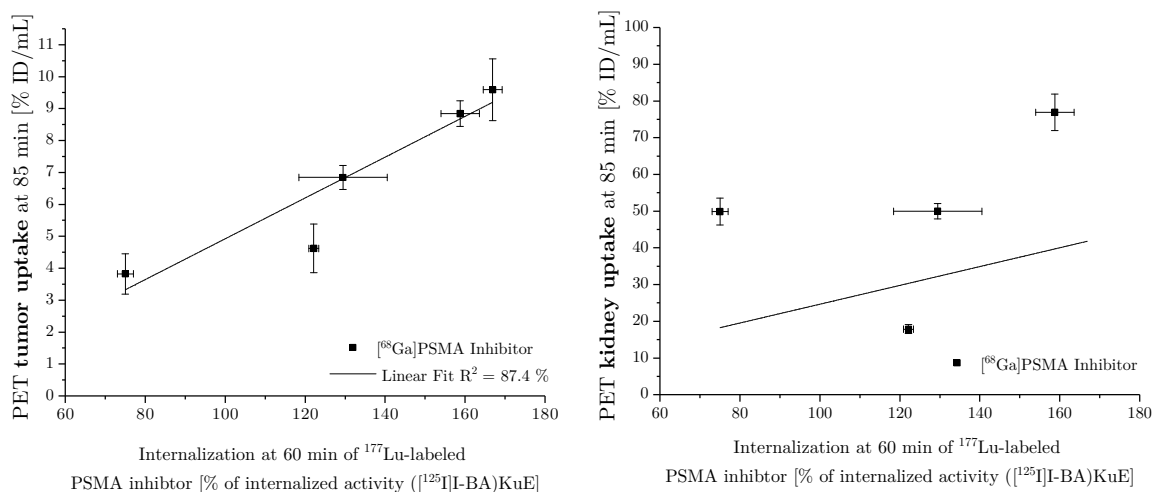 PET tumor uptake at 85 min [% ID/mL]
11
10
9
8
7
6
5
4
3
2
1
0
60 80 100 120 140 160 180
[⁶⁸Ga]PSMA Inhibitor
Linear Fit R² = 87.4 %
Internalization at 60 min of ¹⁷⁷Lu-labeled
PSMA inhibtor [% of internalized activity ([¹²⁵I]I-BA)KuE]
PET kidney uptake at 85 min [% ID/mL]
100
90
80
70
60
50
40
30
20
10
0
60 80 100 120 140 160 180
[⁶⁸Ga]PSMA Inhibitor
Internalization at 60 min of ¹⁷⁷Lu-labeled
PSMA inhibtor [% of internalized activity ([¹²⁵I]I-BA)KuE]